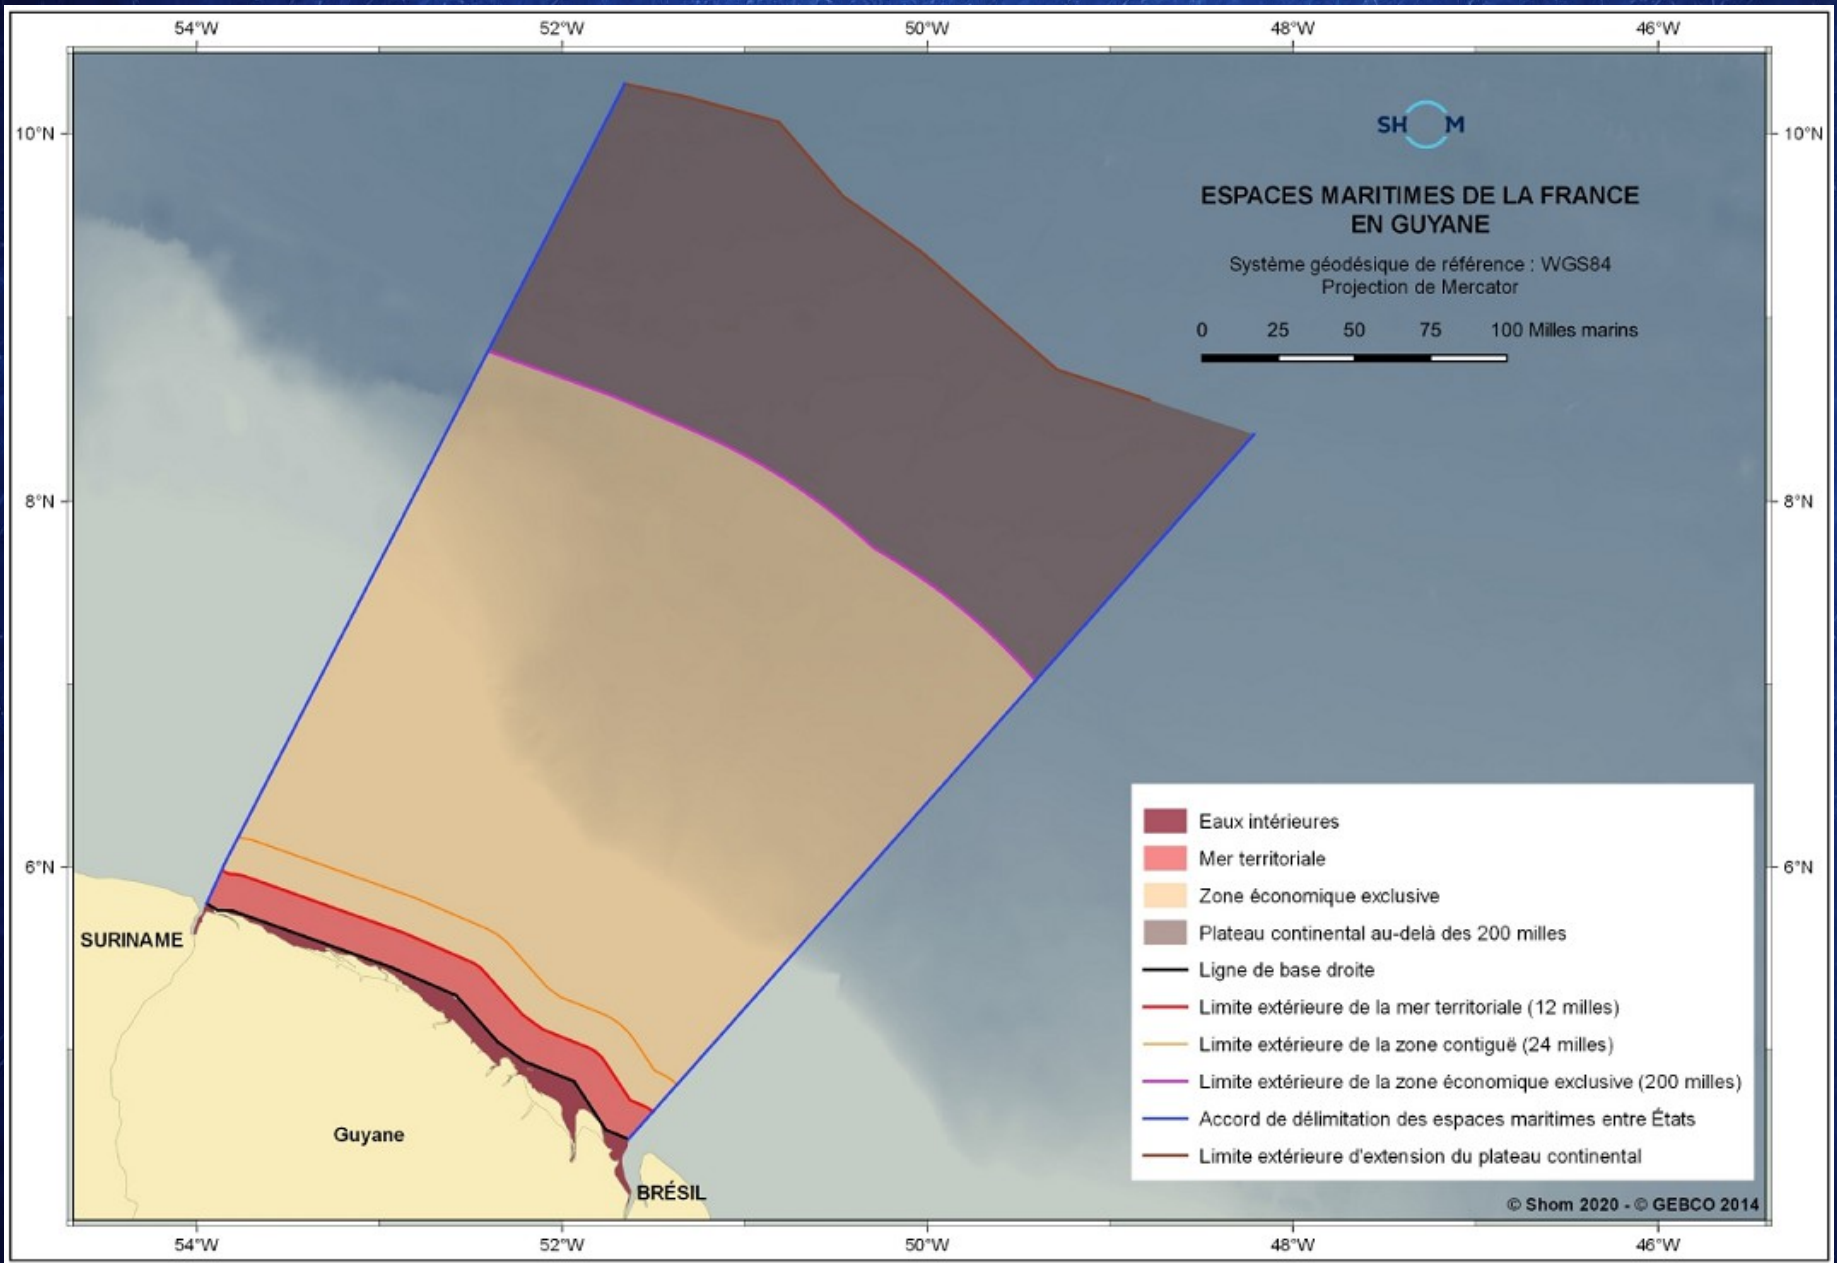 54°W 52°W 50°W 48°W 46°W
10°N 10°N
SH M
ESPACES MARITIMES DE LA FRANCE
EN GUYANE
Système géodésique de référence : WGS84
Projection de Mercator
0 25 50 75 100 Milles marins
8°N 8°N
6°N 6°N
Eaux intérieures
Mer territoriale
Zone économique exclusive
Plateau continental au-delà des 200 milles
Ligne de base droite
Limite extérieure de la mer territoriale (12 milles)
Limite extérieure de la zone contiguë (24 milles)
Limite extérieure de la zone économique exclusive (200 milles)
Accord de délimitation des espaces maritimes entre États
Limite extérieure d'extension du plateau continental
SURINAME
Guyane
BRÉSIL
© Shom 2020 - © GEBCO 2014
54°W 52°W 50°W 48°W 46°W